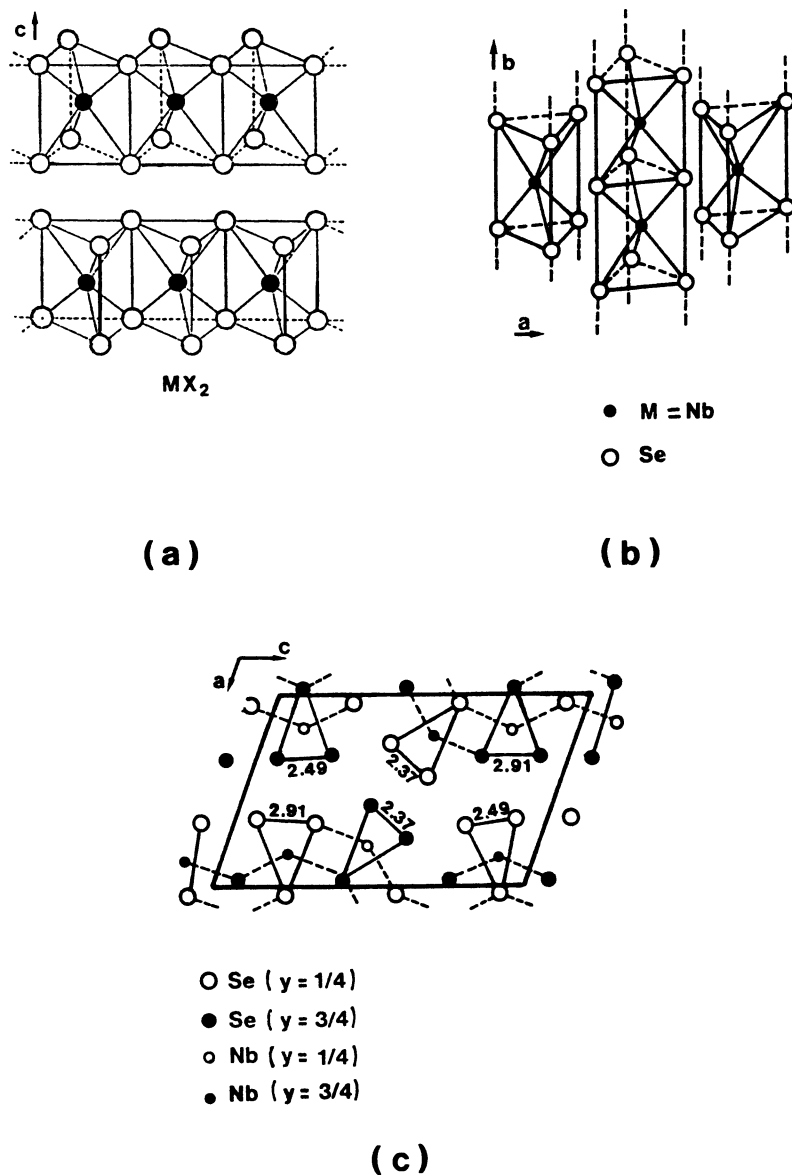 c
MX₂
(a)
b
a
M = Nb
Se
(b)
c
a
2.49
2.37
2.91
2.91
2.37
2.49
Se ( y = 1/4 )
Se ( y = 3/4 )
Nb ( y = 1/4 )
Nb ( y = 3/4 )
(c)